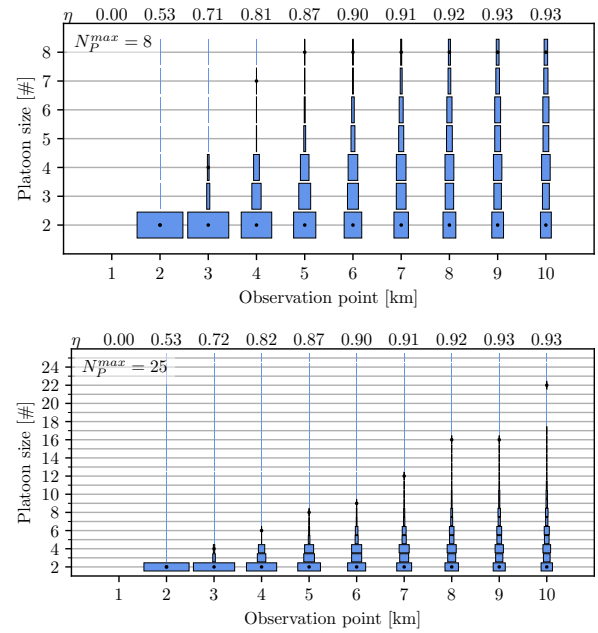 η 0.00 0.53 0.71 0.81 0.87 0.90 0.91 0.92 0.93 0.93
N_P^max = 8
8
7
6
5
4
3
2
Platoon size [#]
1 2 3 4 5 6 7 8 9 10
Observation point [km]
η 0.00 0.53 0.72 0.82 0.87 0.90 0.91 0.92 0.93 0.93
N_P^max = 25
24
22
20
18
16
14
12
10
8
6
4
2
Platoon size [#]
1 2 3 4 5 6 7 8 9 10
Observation point [km]